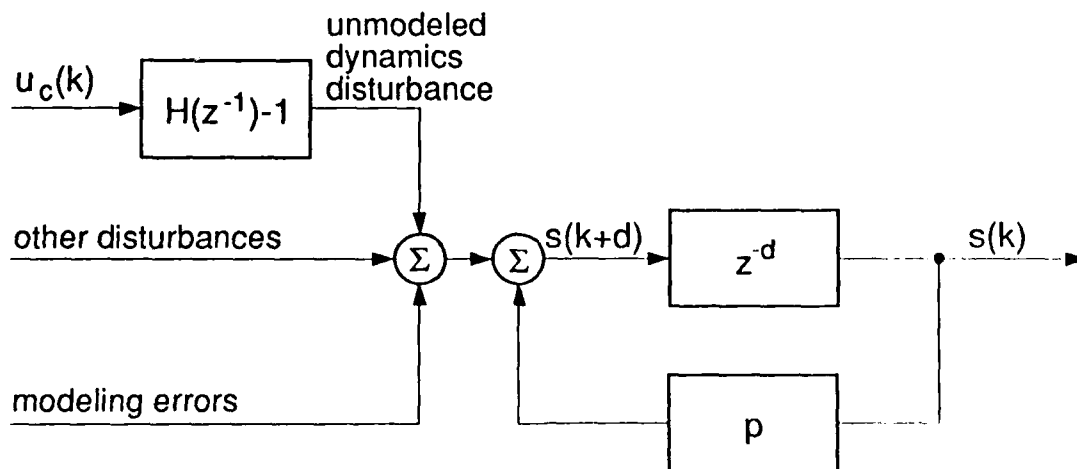 unmodeled
dynamics
disturbance
u_c(k)
H(z^-1)-1
other disturbances
Σ
Σ
s(k+d)
z^-d
s(k)
modeling errors
p